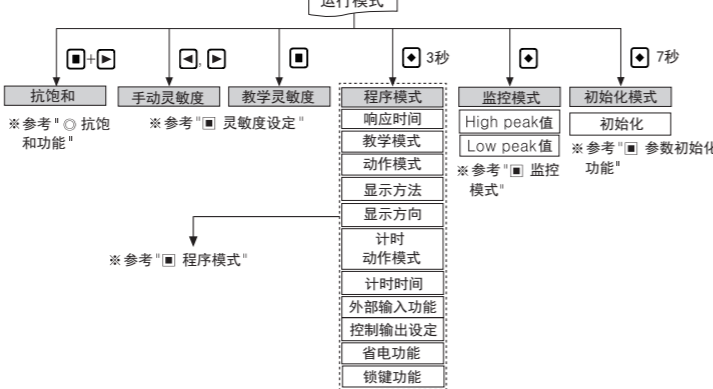 运行模式
■+▶
◀, ▶
■
◆ 3秒
◆
◆ 7秒
抗饱和
手动灵敏度
教学灵敏度
程序模式
监控模式
初始化模式
※参考"◎ 抗饱
和功能"
※参考"■ 灵敏度设定"
响应时间
教学模式
动作模式
显示方法
显示方向
计时
动作模式
计时时间
外部输入功能
控制输出设定
省电功能
锁键功能
High peak值
Low peak值
※参考"■ 监控
模式"
初始化
※参考"■ 参数初始化
功能"
※参考"■ 程序模式"